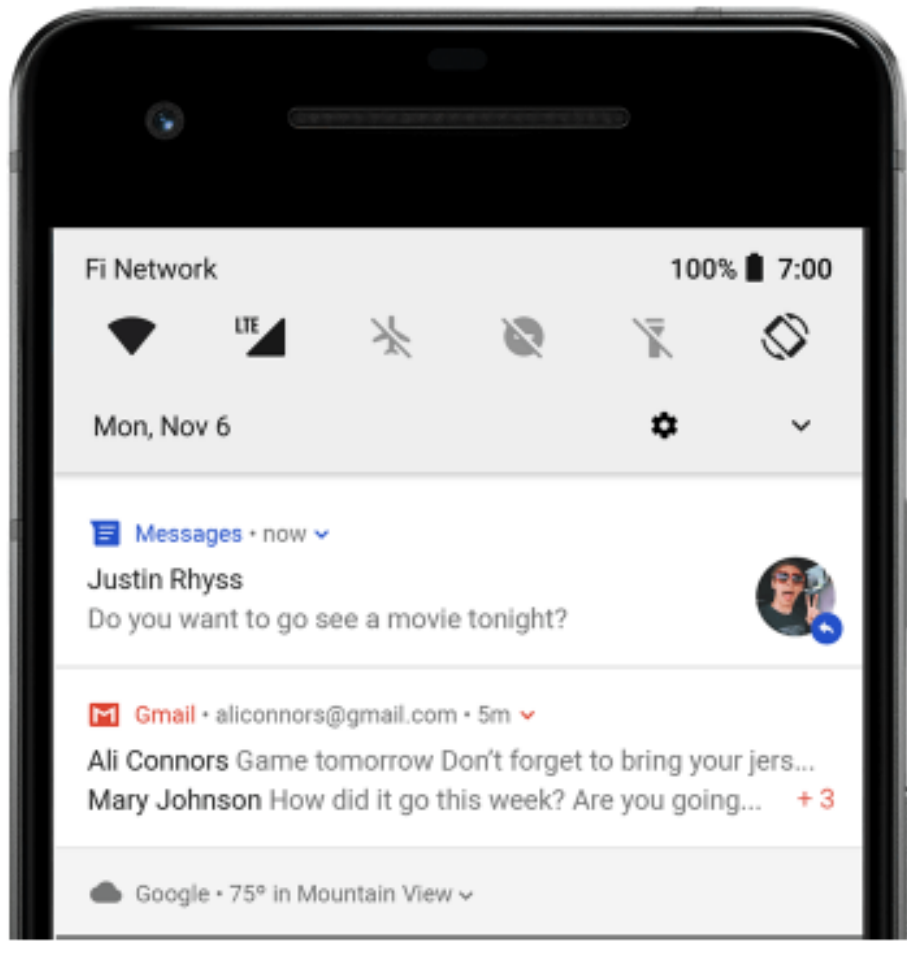 Fi Network 100% 7:00
LTE
Mon, Nov 6
Messages • now
Justin Rhyss
Do you want to go see a movie tonight?
Gmail • aliconnors@gmail.com • 5m
Ali Connors Game tomorrow Don't forget to bring your jers...
Mary Johnson How did it go this week? Are you going... + 3
Google • 75º in Mountain View